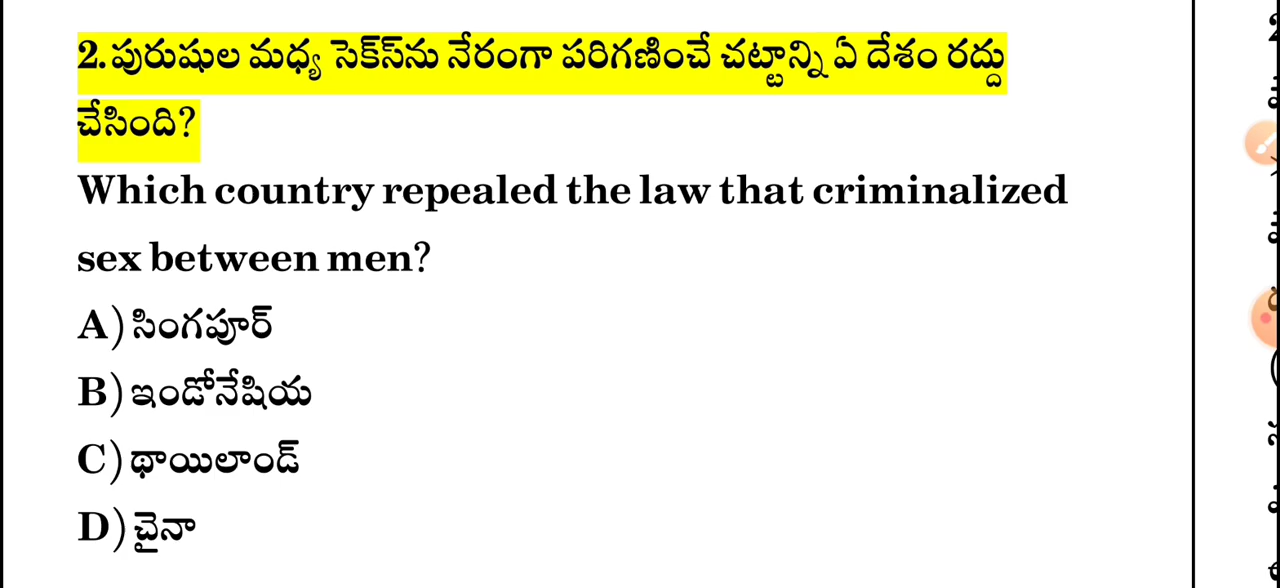 2.పురుషుల మధ్య సెక్స్‌ను నేరంగా పరిగణించే చట్టాన్ని ఏ దేశం రద్దు
చేసింది?
Which country repealed the law that criminalized
sex between men?
A) సింగపూర్
B) ఇండోనేషియ
C) థాయిలాండ్
D) చైనా